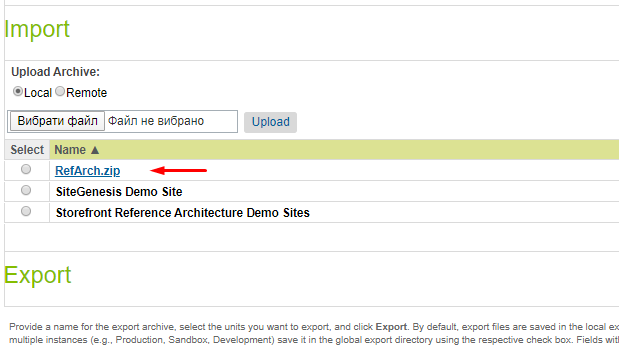 Import
Upload Archive:
Local Remote
Вибрати файл Файл не вибрано Upload
Select Name ▲
RefArch.zip
SiteGenesis Demo Site
Storefront Reference Architecture Demo Sites
Export
Provide a name for the export archive, select the units you want to export, and click Export. By default, export files are saved in the local ex
multiple instances (e.g., Production, Sandbox, Development) save it in the global export directory using the respective check box. Fields wit